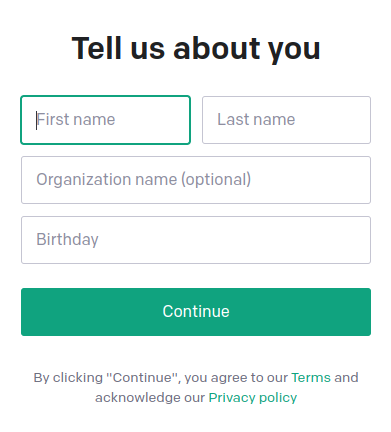 Tell us about you
First name Last name
Organization name (optional)
Birthday
Continue
By clicking "Continue", you agree to our Terms and
acknowledge our Privacy policy